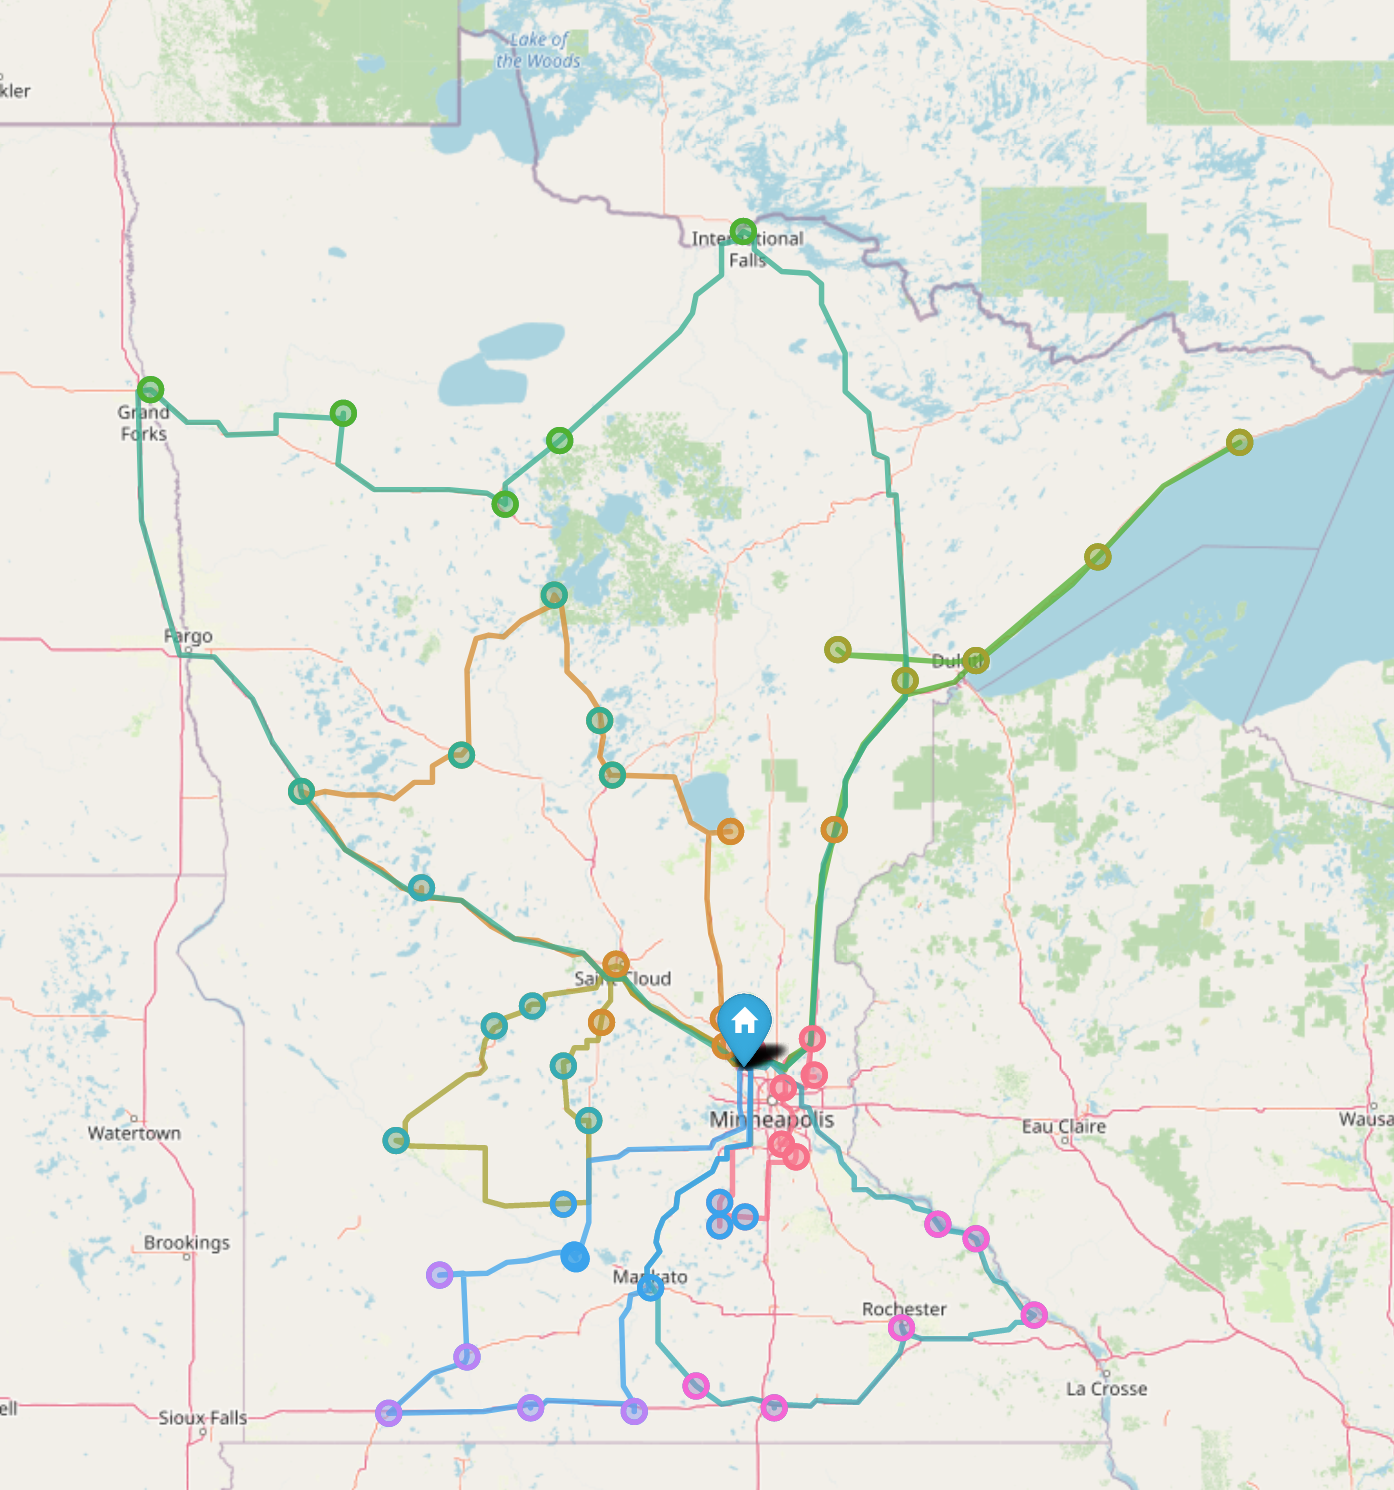 Lake of
the Woods
kler
International
Falls
Grand
Forks
Fargo
Duluth
Saint Cloud
Minneapolis
Watertown
Eau Claire
Wausa
Brookings
Mankato
Rochester
La Crosse
ell
Sioux Falls